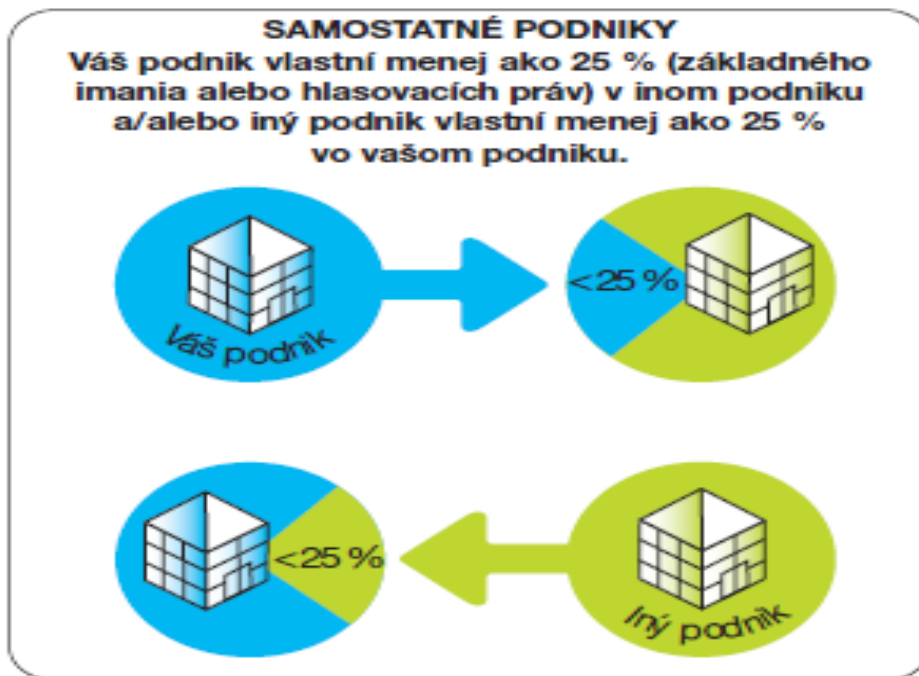 SAMOSTATNÉ PODNIKY
Váš podnik vlastní menej ako 25 % (základného
imania alebo hlasovacích práv) v inom podniku
a/alebo iný podnik vlastní menej ako 25 %
vo vašom podniku.
<25 %
Váš podnik
<25 %
Iný podnik